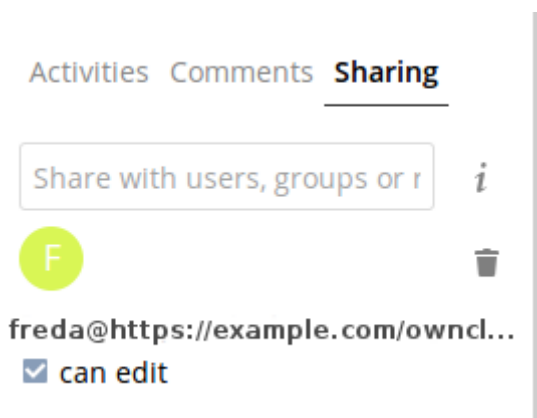 Activities Comments Sharing
Share with users, groups or r
i
F
freda@https://example.com/owncl...
can edit